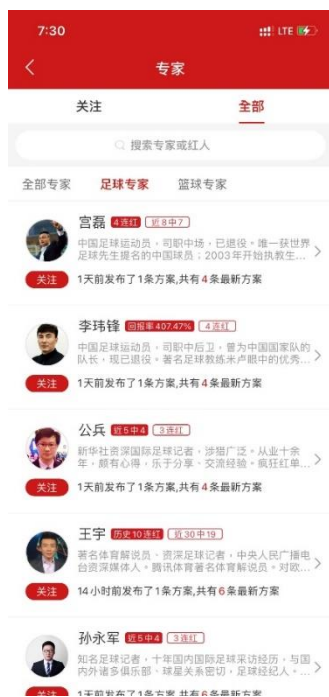 7:30
LTE
专家
关注
全部
搜索专家或红人
全部专家
足球专家
篮球专家
宫磊 4连红 近8中7
中国足球运动员，司职中场，已退役。唯一获世界
足球先生提名的中国球员；2003年开始执教生...
关注
1天前发布了1条方案,共有4条最新方案
李玮锋 回报率407.47% 4连红
中国足球运动员，司职中后卫，曾为中国国家队的
队长，现已退役。著名足球教练米卢眼中的优秀...
关注
1天前发布了1条方案,共有4条最新方案
公兵 近5中4 3连红
新华社资深国际足球记者，涉猎广泛。从业十余
年，颇有心得，乐于分享、交流经验。疯狂红单...
关注
1天前发布了1条方案,共有4条最新方案
王宇 历史10连红 近30中19
著名体育解说员、资深足球记者，中央人民广播电
台资深媒体人。腾讯体育著名体育解说员。对欧...
关注
14小时前发布了1条方案,共有6条最新方案
孙永军 近5中4 3连红
知名足球记者，十年国内国际足球采访经历，与国
内外诸多俱乐部、球星关系密切，足球经纪人。...
关注
1天前发布了1条方案,共有6条最新方案